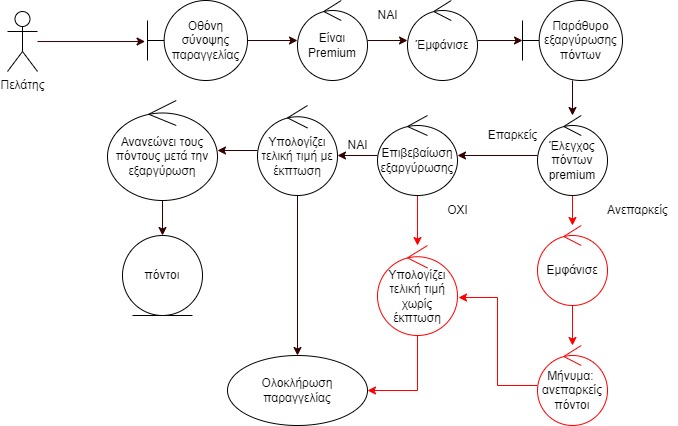 Πελάτης
Οθόνη
σύνοψης
παραγγελίας
Είναι
Premium
ΝΑΙ
Έμφάνισε
Παράθυρο
εξαργύρωσης
πόντων
Έλεγχος
πόντων
premium
Επαρκείς
Επιβεβαίωση
εξαργύρωσης
ΝΑΙ
Υπολογίζει
τελική τιμή με
έκπτωση
Ανανεώνει τους
πόντους μετά την
εξαργύρωση
πόντοι
ΟΧΙ
Ανεπαρκείς
Εμφάνισε
Μήνυμα:
ανεπαρκείς
πόντοι
Υπολογίζει
τελική τιμή
χωρίς
έκπτωση
Ολοκλήρωση
παραγγελίας